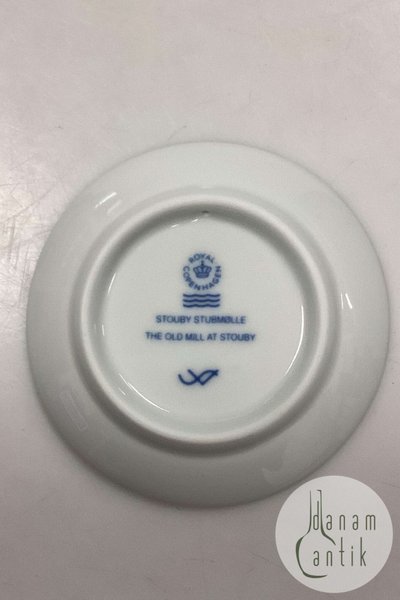 ROYAL
COPENHAGEN
STOUBY STUBMØLLE
THE OLD MILL AT STOUBY
danam
antik